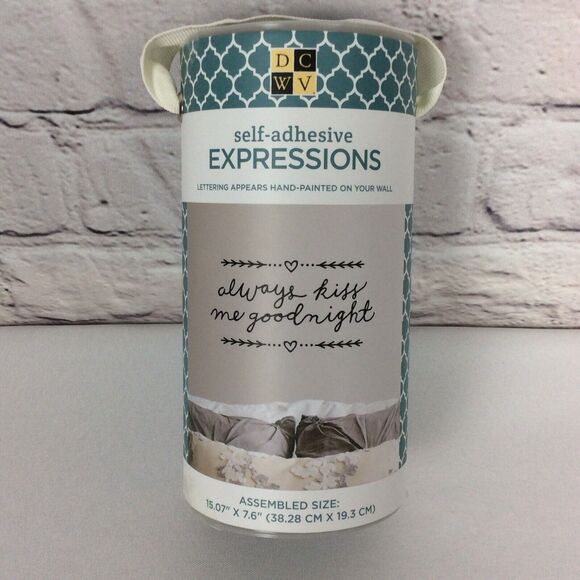 D C
W V
self-adhesive
EXPRESSIONS
LETTERING APPEARS HAND-PAINTED ON YOUR WALL
always kiss
me goodnight
ASSEMBLED SIZE:
15.07" X 7.6" (38.28 CM X 19.3 CM)